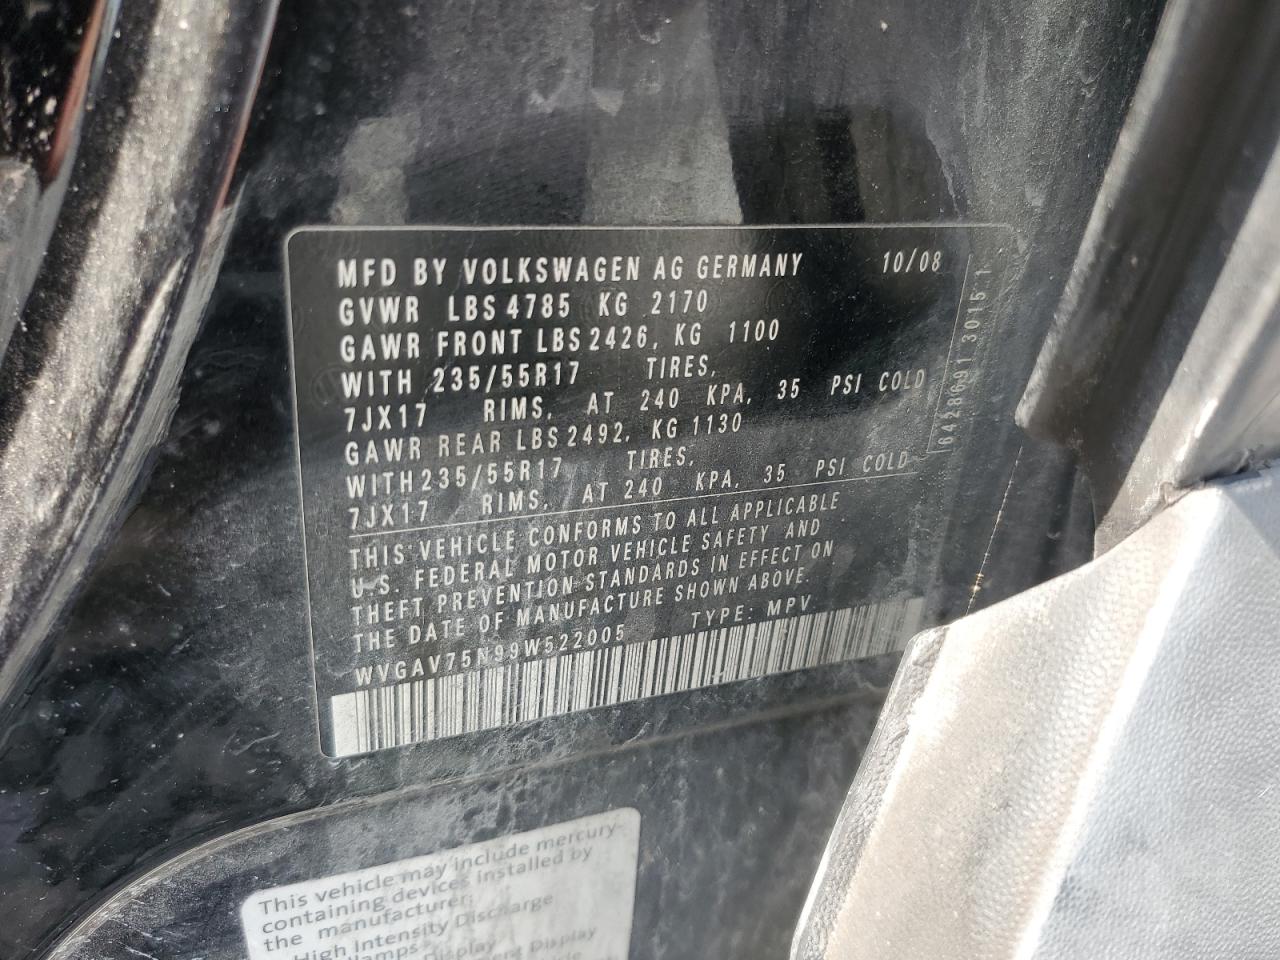 MFD BY VOLKSWAGEN AG GERMANY 10/08
GVWR LBS 4785 KG 2170
GAWR FRONT LBS 2426, KG 1100
WITH 235/55R17 TIRES,
7JX17 RIMS, AT 240 KPA, 35 PSI COLD
GAWR REAR LBS 2492, KG 1130
WITH 235/55R17 TIRES,
7JX17 RIMS, AT 240 KPA, 35 PSI COLD
THIS VEHICLE CONFORMS TO ALL APPLICABLE
U.S. FEDERAL MOTOR VEHICLE SAFETY AND
THEFT PREVENTION STANDARDS IN EFFECT ON
THE DATE OF MANUFACTURE SHOWN ABOVE.
WVGAV75N99W522005 TYPE: MPV
This vehicle may include mercury-
containing devices installed by
the manufacturer:
High Intensity Discharge
Display
Display